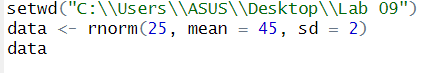 setwd("C:\\Users\\ASUS\\Desktop\\Lab 09")
data <- rnorm(25, mean = 45, sd = 2)
data